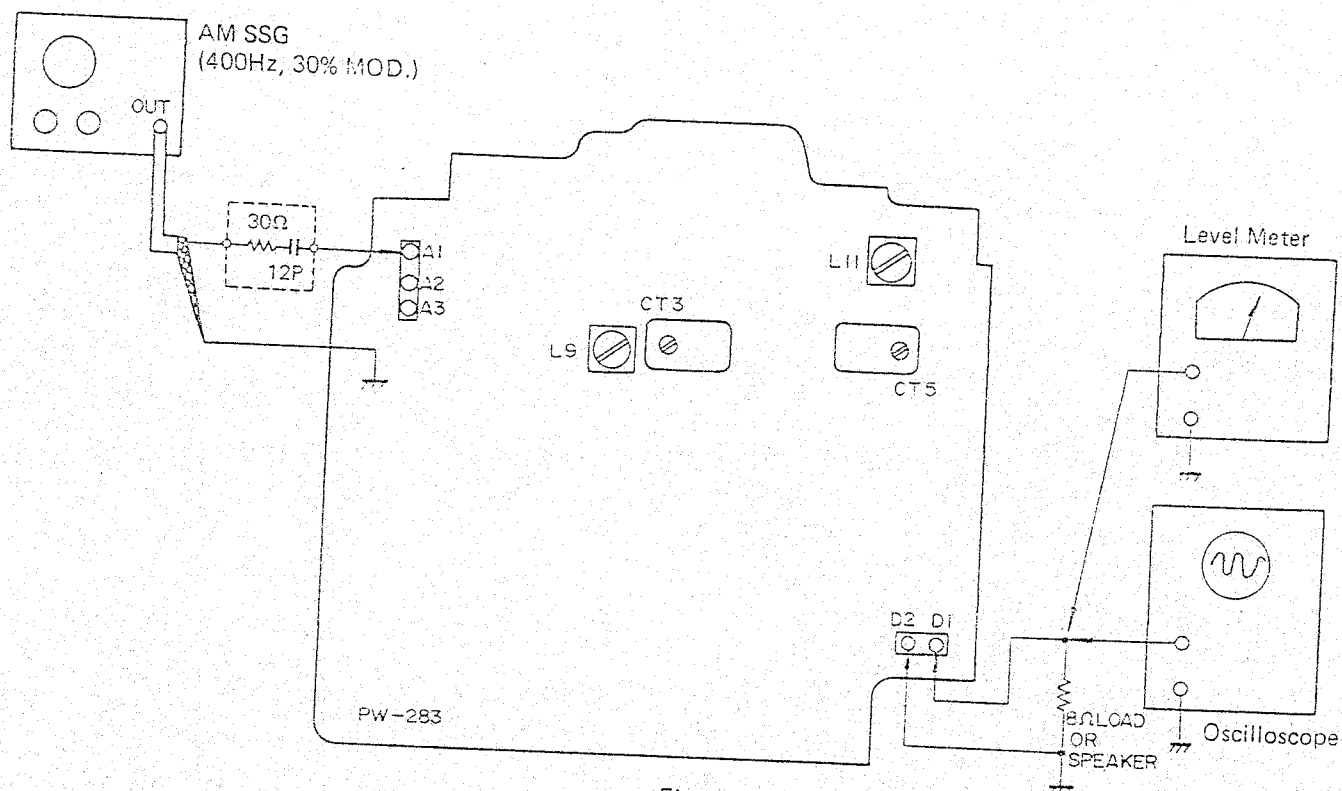 AM SSG
(400Hz, 30% MOD.)
OUT
30Ω
12P
A1
A2
A3
L11
CT3
L9
CT5
Level Meter
D2 D1
PW-283
8ΩLOAD
OR
SPEAKER
Oscilloscope